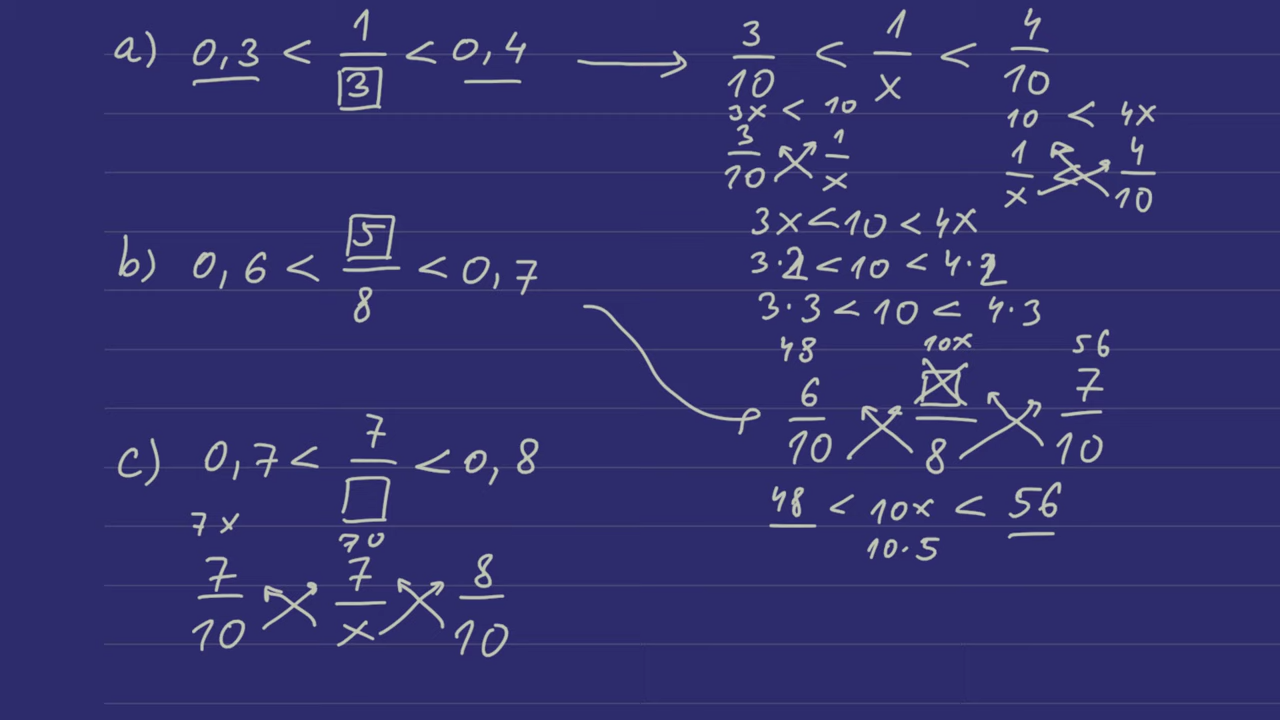 a) 0,3 < 1/3 < 0,4 → 3/10 < 1/x < 4/10
3x < 10
10 < 4x
3/10 1/x
1/x 4/10
3x < 10 < 4x
3·2 < 10 < 4·2
3·3 < 10 < 4·3
b) 0,6 < 5/8 < 0,7
48 10x 56
6/10 □/8 7/10
48 < 10x < 56
10·5
c) 0,7 < 7/□ < 0,8
7x 70
7/10 7/x 8/10